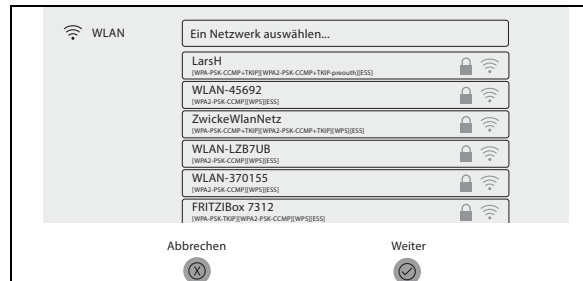 WLAN
Ein Netzwerk auswählen...
LarsH
[WPA-PSK-CCMP+TKIP][WPA2-PSK-CCMP+TKIP-preouth][ESS]
WLAN-45692
[WPA2-PSK-CCMP][WPS][ESS]
ZwickeWlanNetz
[WPA-PSK-CCMP+TKIP][WPA2-PSK-CCMP+TKIP][WPS][ESS]
WLAN-LZB7UB
[WPA2-PSK-CCMP][WPS][ESS]
WLAN-370155
[WPA2-PSK-CCMP][WPS][ESS]
FRITZIBox 7312
[WPA-PSK-TKIP][WPA2-PSK-CCMP][WPS][ESS]
Abbrechen Weiter
X